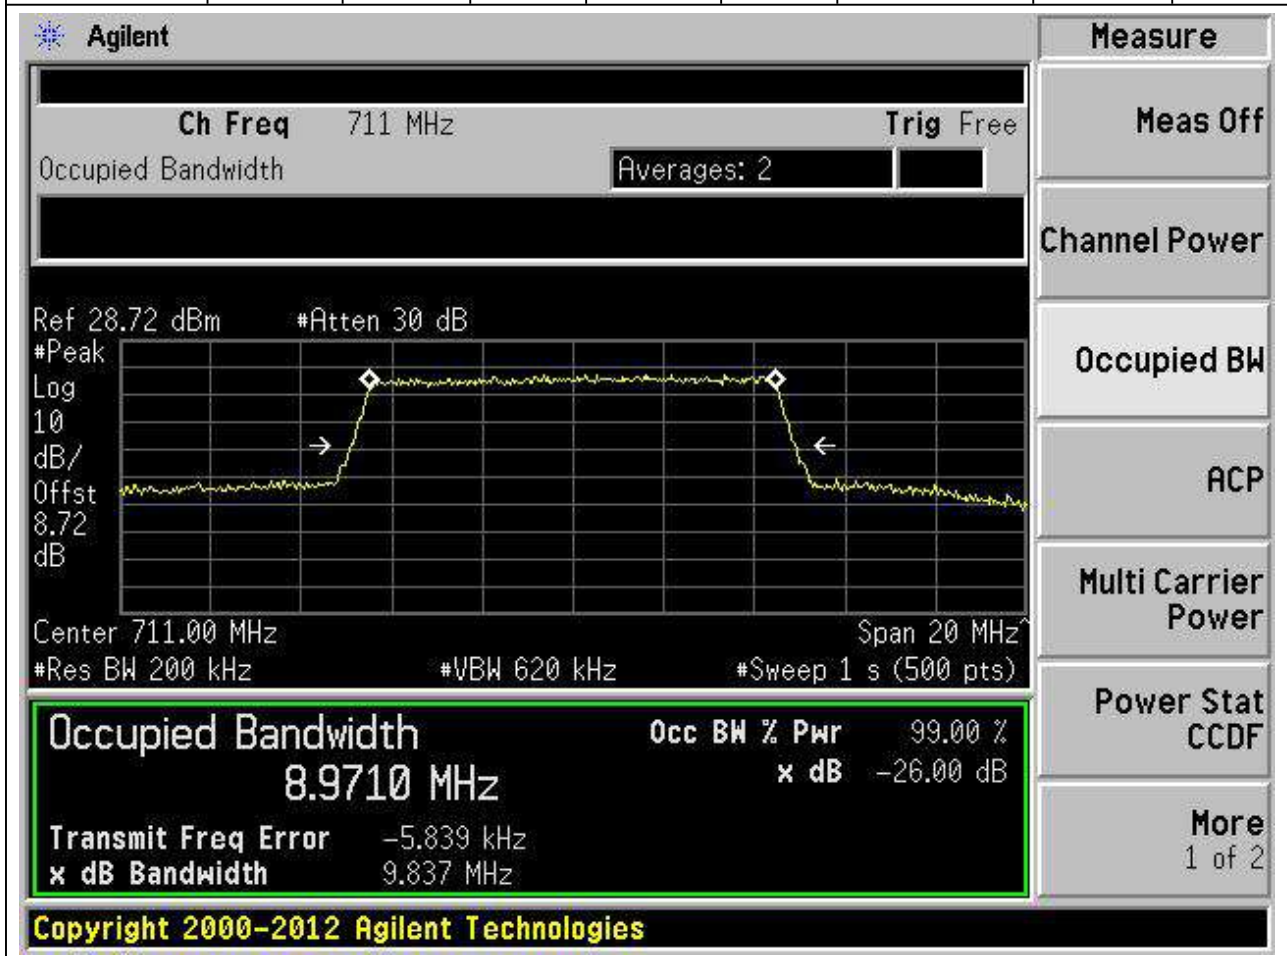 Agilent
Measure
Ch Freq 711 MHz Trig Free
Occupied Bandwidth Averages: 2
Meas Off
Channel Power
Occupied BW
ACP
Multi Carrier
Power
Power Stat
CCDF
More
1 of 2
Ref 28.72 dBm #Atten 30 dB
#Peak
Log
10
dB/
Offst
8.72
dB
Center 711.00 MHz Span 20 MHz^
#Res BW 200 kHz #VBW 620 kHz #Sweep 1 s (500 pts)
Occupied Bandwidth Occ BW % Pwr 99.00 %
8.9710 MHz x dB -26.00 dB
Transmit Freq Error -5.839 kHz
x dB Bandwidth 9.837 MHz
Copyright 2000-2012 Agilent Technologies